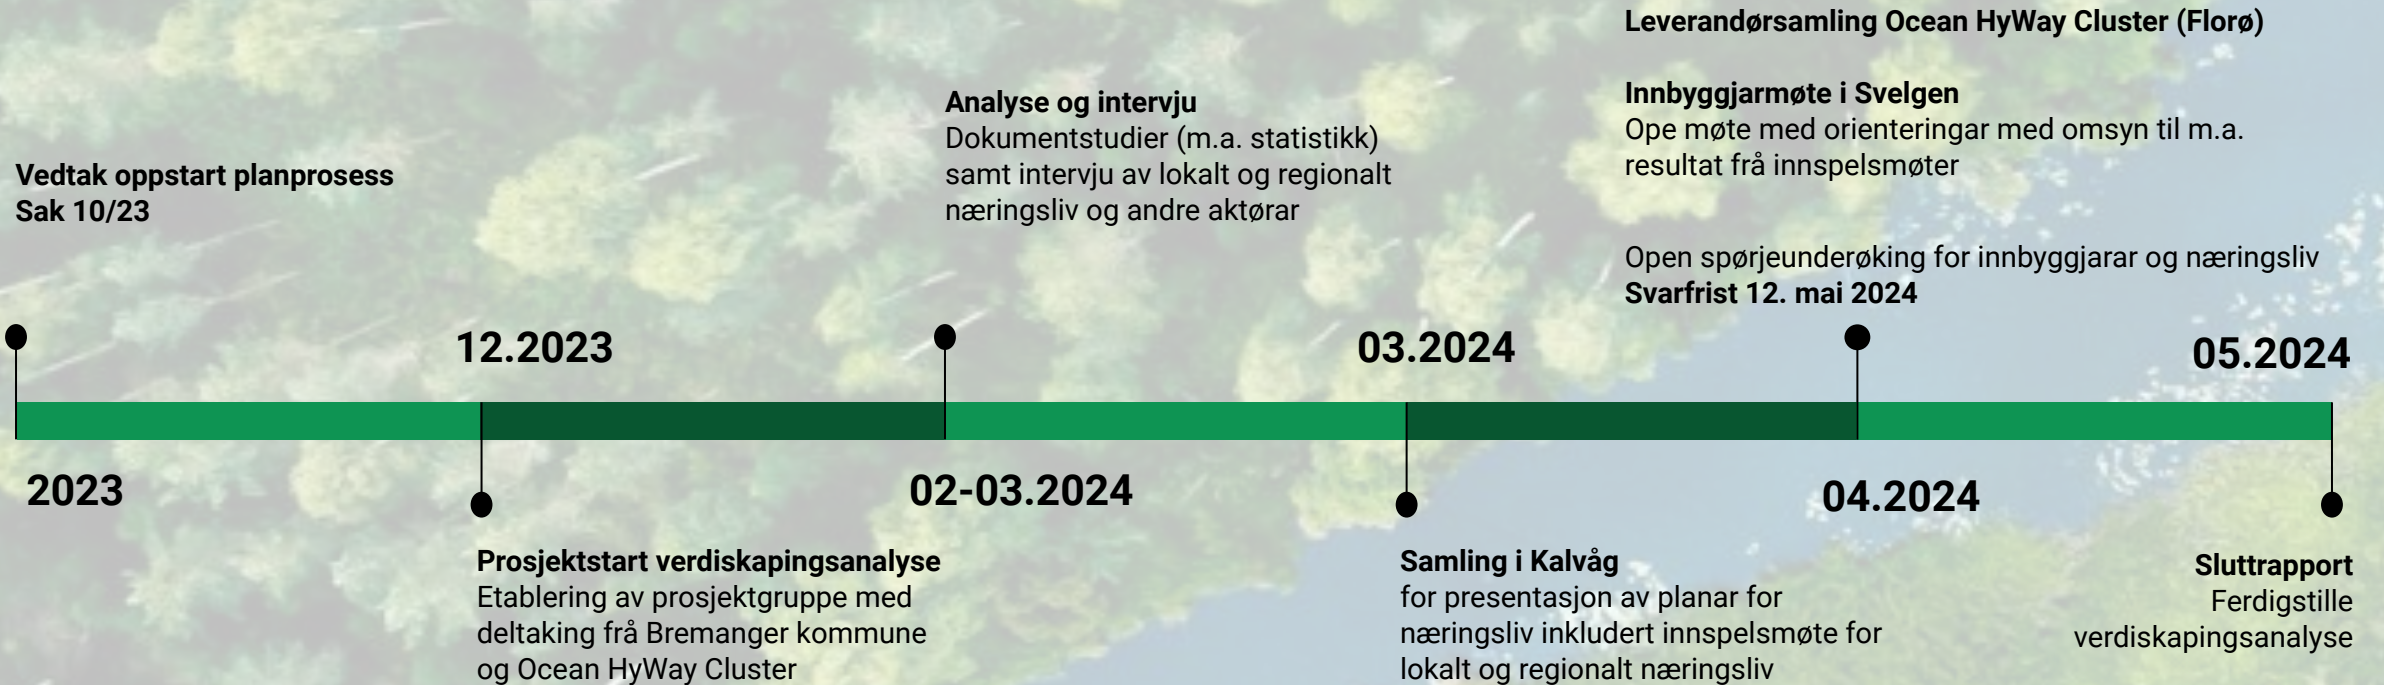 Vedtak oppstart planprosess
Sak 10/23
2023
12.2023
Prosjektstart verdiskapingsanalyse
Etablering av prosjektgruppe med
deltaking frå Bremanger kommune
og Ocean HyWay Cluster
Analyse og intervju
Dokumentstudier (m.a. statistikk)
samt intervju av lokalt og regionalt
næringsliv og andre aktørar
02-03.2024
03.2024
Samling i Kalvåg
for presentasjon av planar for
næringsliv inkludert innspelsmøte for
lokalt og regionalt næringsliv
Leverandørsamling Ocean HyWay Cluster (Florø)
Innbyggjarmøte i Svelgen
Ope møte med orienteringar med omsyn til m.a.
resultat frå innspelsmøter
Open spørjeunderøking for innbyggjarar og næringsliv
Svarfrist 12. mai 2024
04.2024
05.2024
Sluttrapport
Ferdigstille
verdiskapingsanalyse